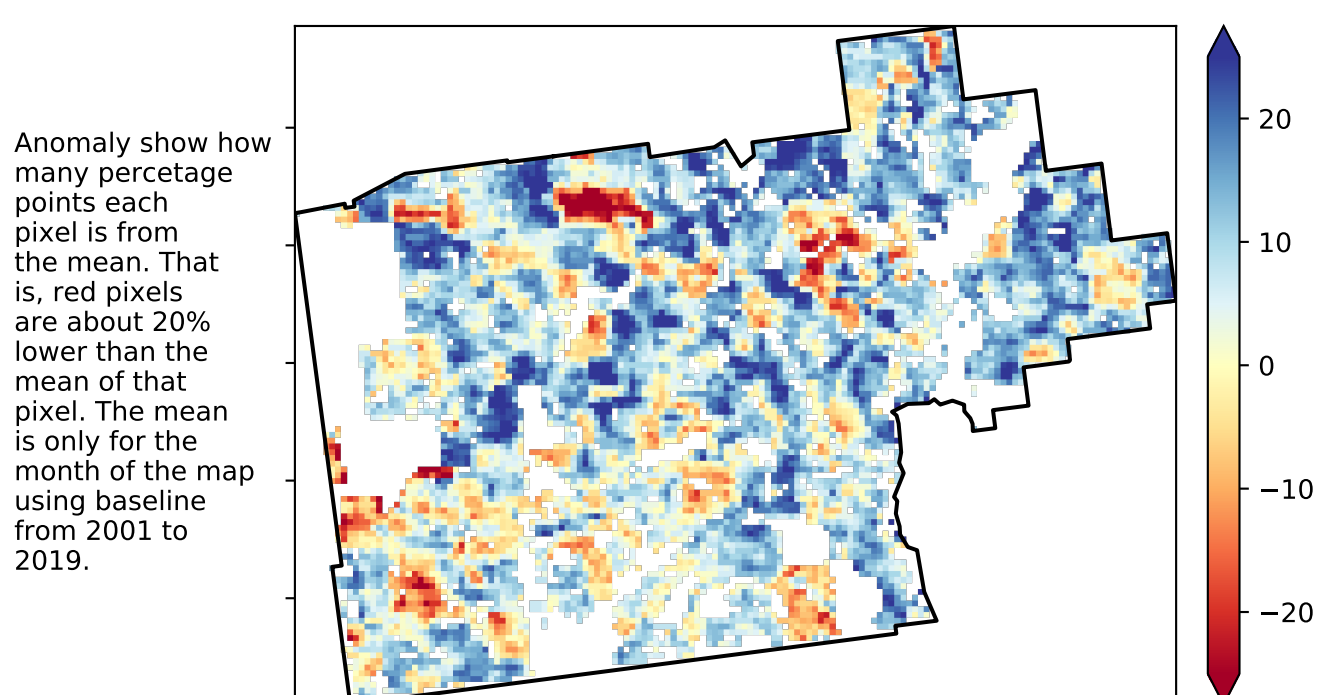 Anomaly show how
many percetage
points each
pixel is from
the mean. That
is, red pixels
are about 20%
lower than the
mean of that
pixel. The mean
is only for the
month of the map
using baseline
from 2001 to
2019.
20
10
0
−10
−20